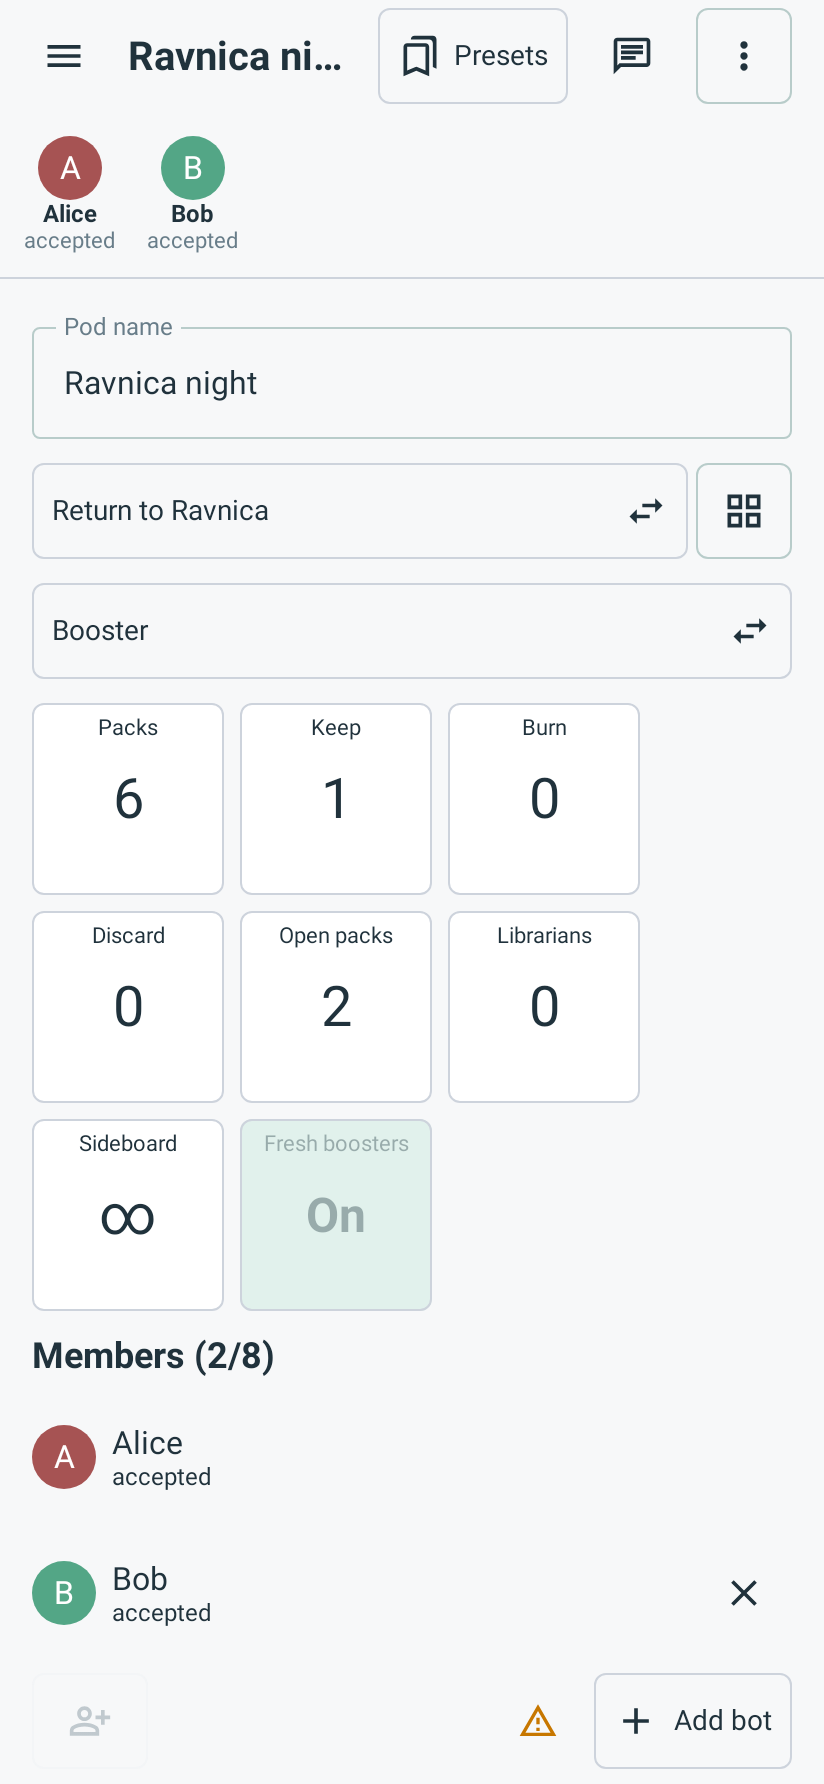 Ravnica ni...
Presets
A
B
Alice
Bob
accepted
accepted
Pod name
Ravnica night
Return to Ravnica
Booster
Packs
Keep
Burn
6
1
0
Discard
Open packs
Librarians
0
2
0
Sideboard
Fresh boosters
∞
On
Members (2/8)
A
Alice
accepted
B
Bob
accepted
Add bot